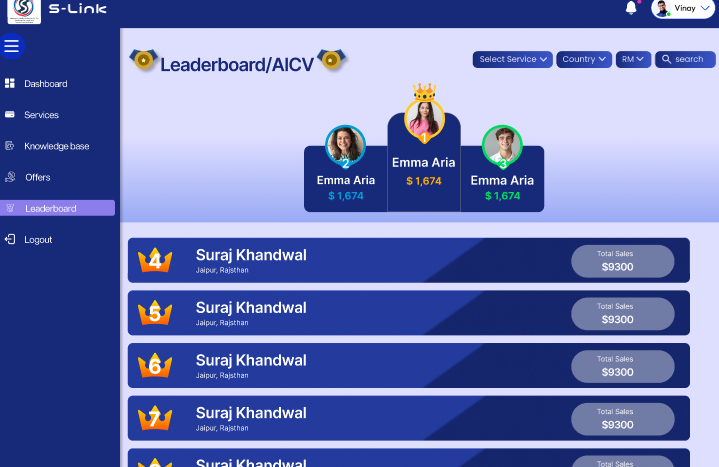 S-Link
Vinay
Dashboard
Services
Knowledge base
Offers
Leaderboard
Logout
Leaderboard/AICV
Select Service
Country
RM
search
1
Emma Aria
$ 1,674
2
Emma Aria
$ 1,674
3
Emma Aria
$ 1,674
4
Suraj Khandwal
Jaipur, Rajsthan
Total Sales
$9300
5
Suraj Khandwal
Jaipur, Rajsthan
Total Sales
$9300
6
Suraj Khandwal
Jaipur, Rajsthan
Total Sales
$9300
7
Suraj Khandwal
Jaipur, Rajsthan
Total Sales
$9300
Suraj Khandwal
Total Sales